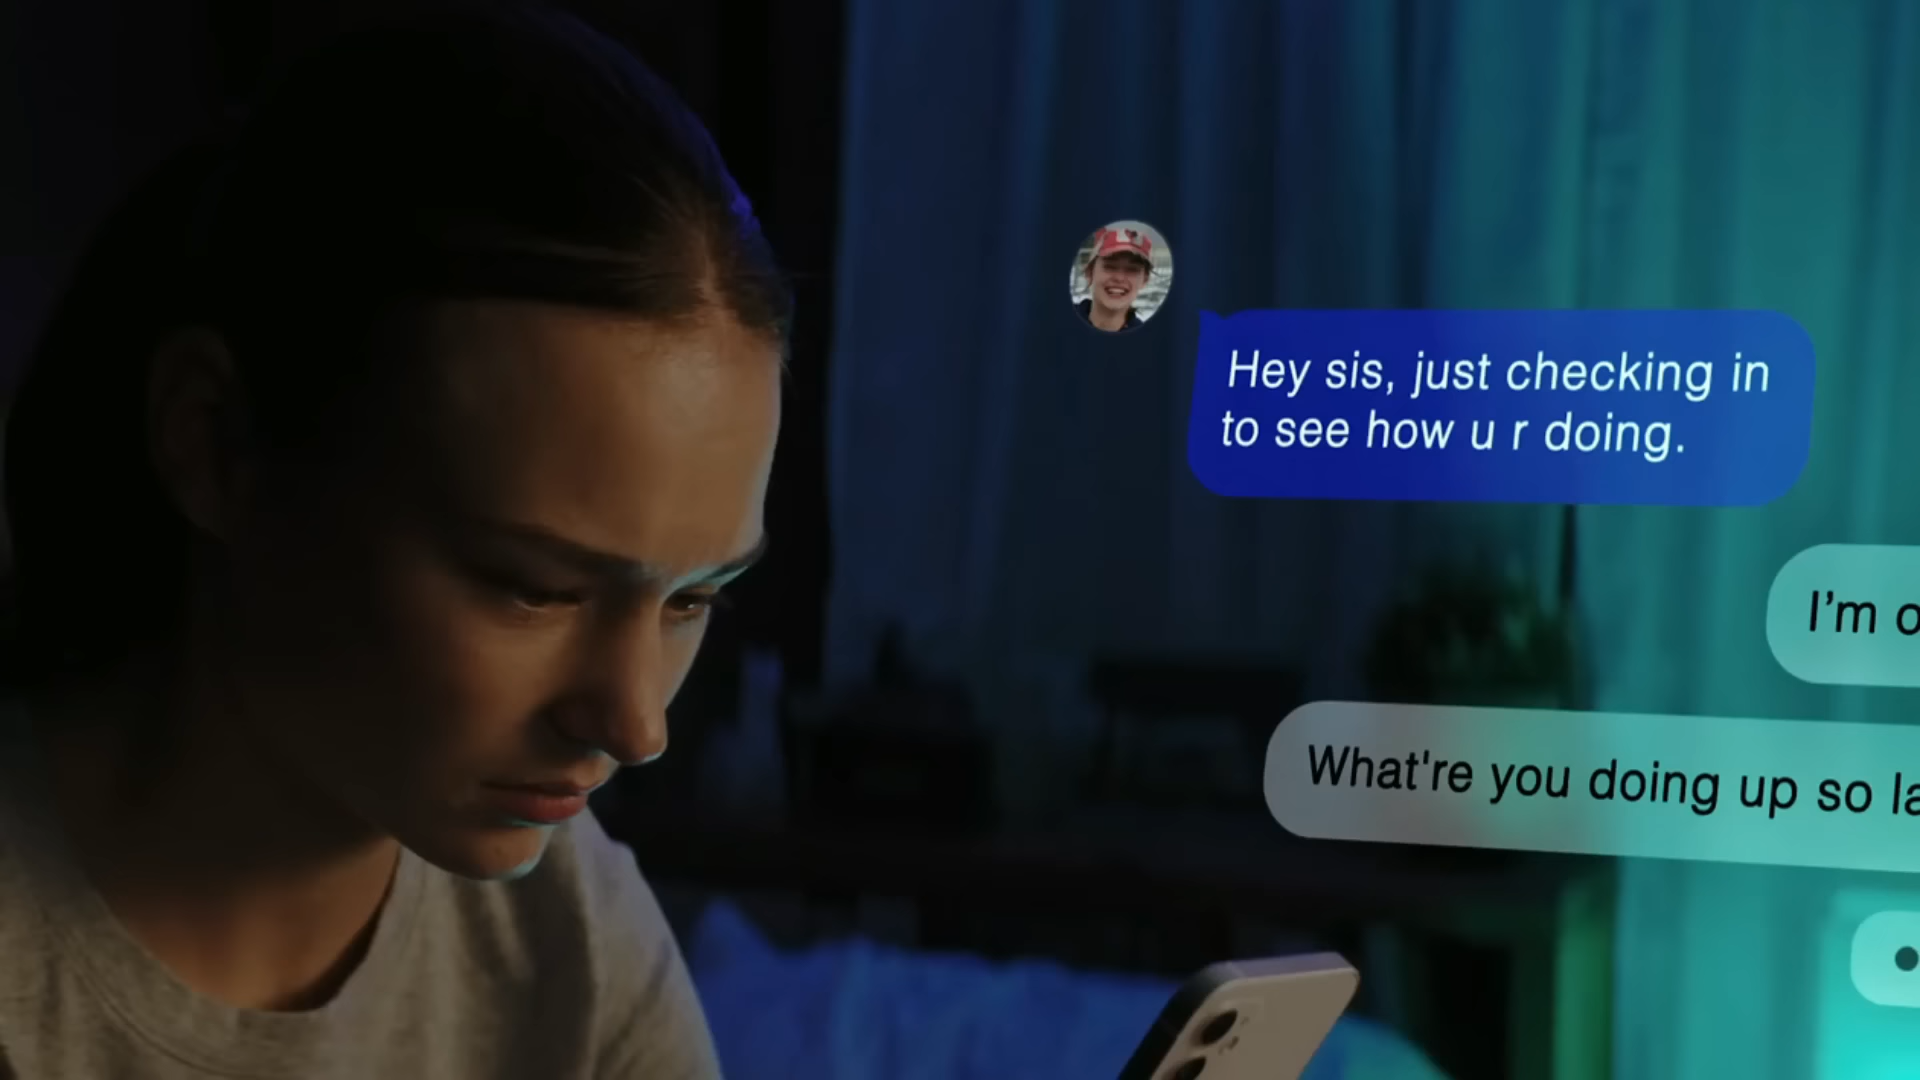 Hey sis, just checking in
to see how u r doing.
I'm
What're you doing up so